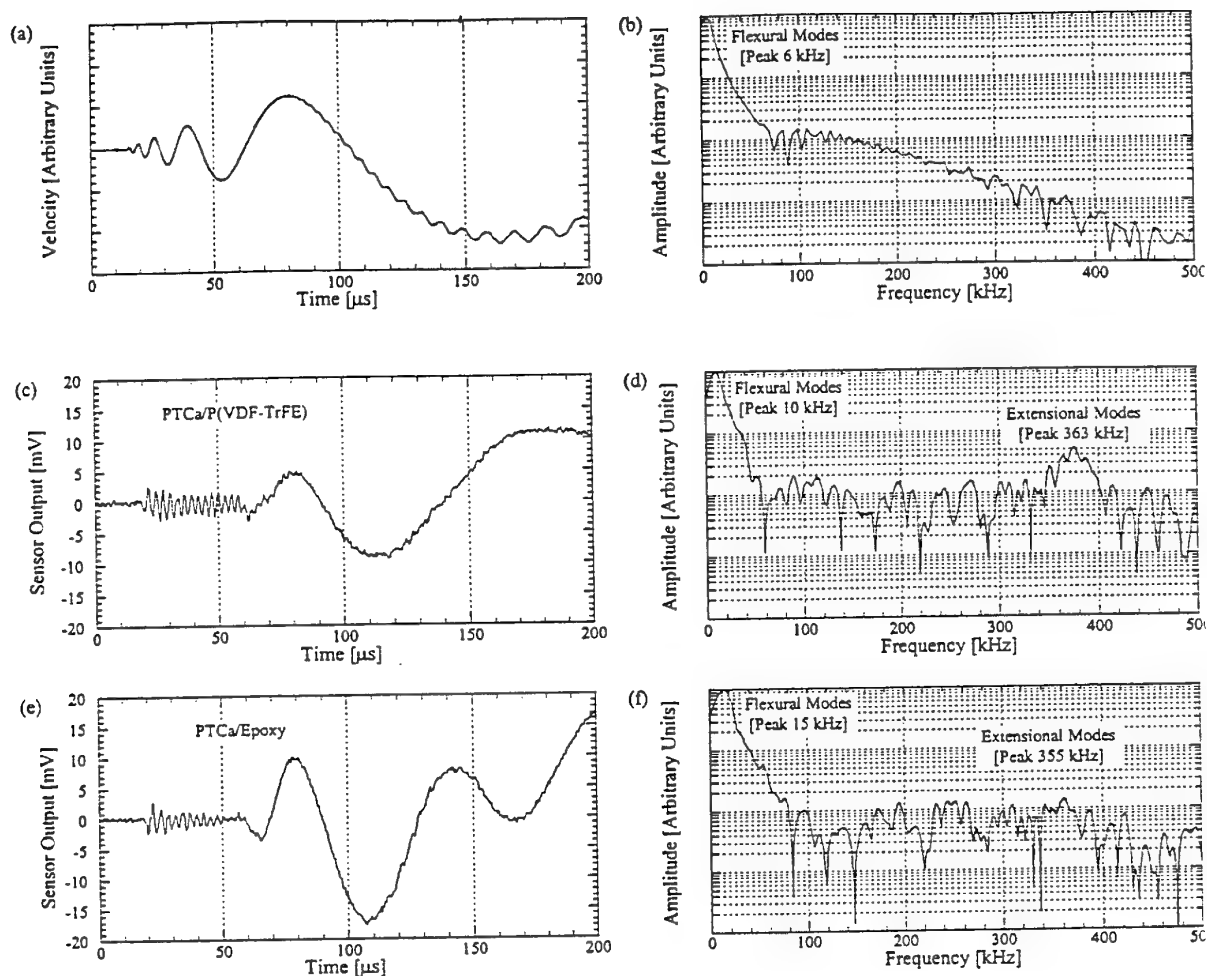 (a)
Velocity [Arbitrary Units]
0 50 100 150 200
Time [μs]
(b)
Flexural Modes
[Peak 6 kHz]
Amplitude [Arbitrary Units]
0 100 200 300 400 500
Frequency [kHz]
(c)
PTCa/P(VDF-TrFE)
Sensor Output [mV]
20
15
10
5
0
-5
-10
-15
-20
0 50 100 150 200
Time [μs]
(d)
Flexural Modes
[Peak 10 kHz]
Extensional Modes
[Peak 363 kHz]
Amplitude [Arbitrary Units]
0 100 200 300 400 50
Frequency [kHz]
(e)
PTCa/Epoxy
Sensor Output [mV]
20
15
10
5
0
-5
-10
-15
-20
0 50 100 150 200
Time [μs]
(f)
Flexural Modes
[Peak 15 kHz]
Extensional Modes
[Peak 355 kHz]
Amplitude [Arbitrary Units]
0 100 200 300 400 50
Frequency [kHz]